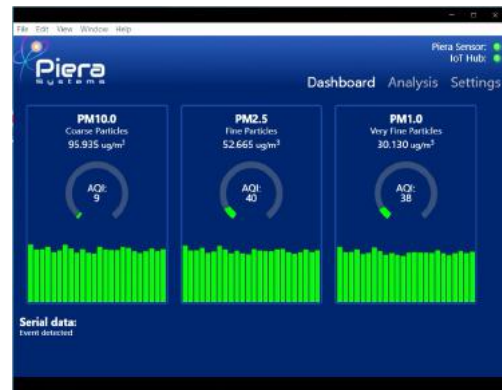 File Edit View Window Help
Piera Sensor:
IoT Hub:
Piera
Systems
Dashboard Analysis Settings
PM10.0
Coarse Particles
95.935 ug/m³
AQI:
9
PM2.5
Fine Particles
52.665 ug/m³
AQI:
40
PM1.0
Very Fine Particles
30.130 ug/m³
AQI:
38
Serial data:
Event detected